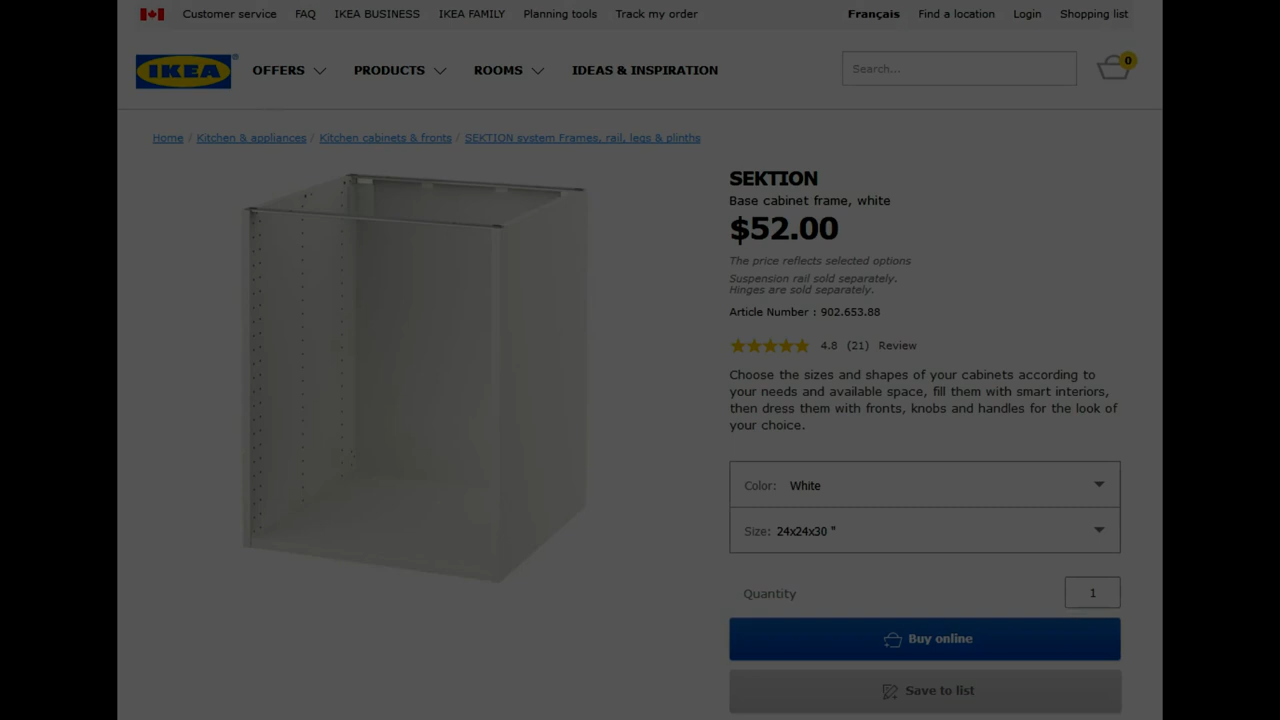 Customer service FAQ IKEA BUSINESS IKEA FAMILY Planning tools Track my order Français Find a location Login Shopping list
IKEA ® OFFERS PRODUCTS ROOMS IDEAS & INSPIRATION Search... 0
Home / Kitchen & appliances / Kitchen cabinets & fronts / SEKTION system Frames, rail, legs & plinths
SEKTION
Base cabinet frame, white
$52.00
The price reflects selected options
Suspension rail sold separately.
Hinges are sold separately.
Article Number : 902.653.88
4.8 (21) Review
Choose the sizes and shapes of your cabinets according to
your needs and available space, fill them with smart interiors,
then dress them with fronts, knobs and handles for the look of
your choice.
Color: White
Size: 24x24x30 "
Quantity 1
Buy online
Save to list